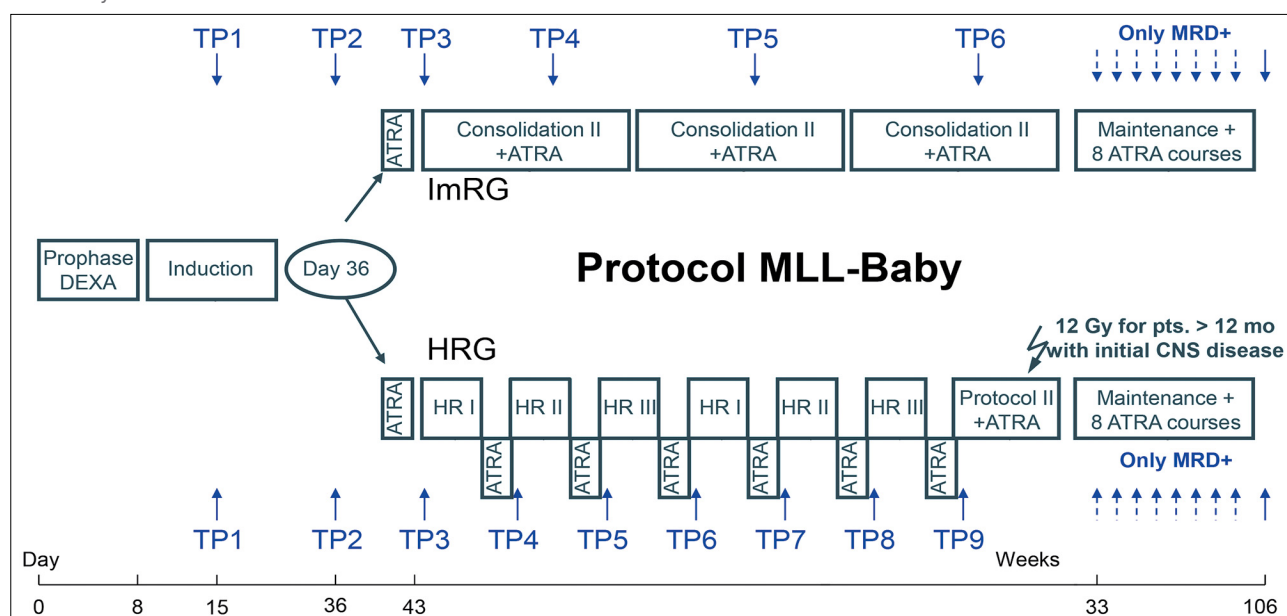 TP1 TP2 TP3 TP4 TP5 TP6 Only MRD+
ATRA
Consolidation II
+ATRA
Consolidation II
+ATRA
Consolidation II
+ATRA
Maintenance +
8 ATRA courses
ImRG
Prophase
DEXA
Induction
Day 36
Protocol MLL-Baby
12 Gy for pts. > 12 mo
with initial CNS disease
HRG
ATRA
HR I
HR II
HR III
HR I
HR II
HR III
Protocol II
+ATRA
Maintenance +
8 ATRA courses
ATRA
ATRA
ATRA
ATRA
ATRA
ATRA
Only MRD+
TP1 TP2 TP3 TP4 TP5 TP6 TP7 TP8 TP9
Day Weeks
0 8 15 36 43 33 106